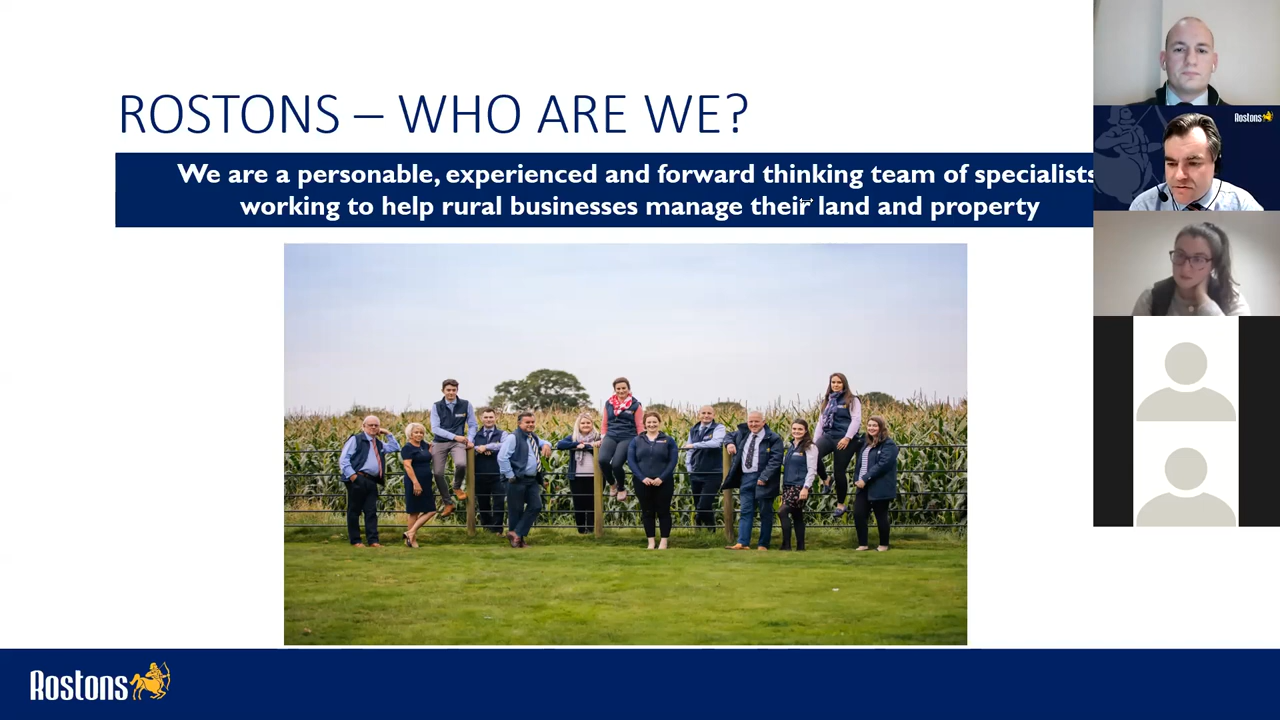 ROSTONS – WHO ARE WE?
We are a personable, experienced and forward thinking team of specialists
working to help rural businesses manage their land and property
Rostons
Rostons